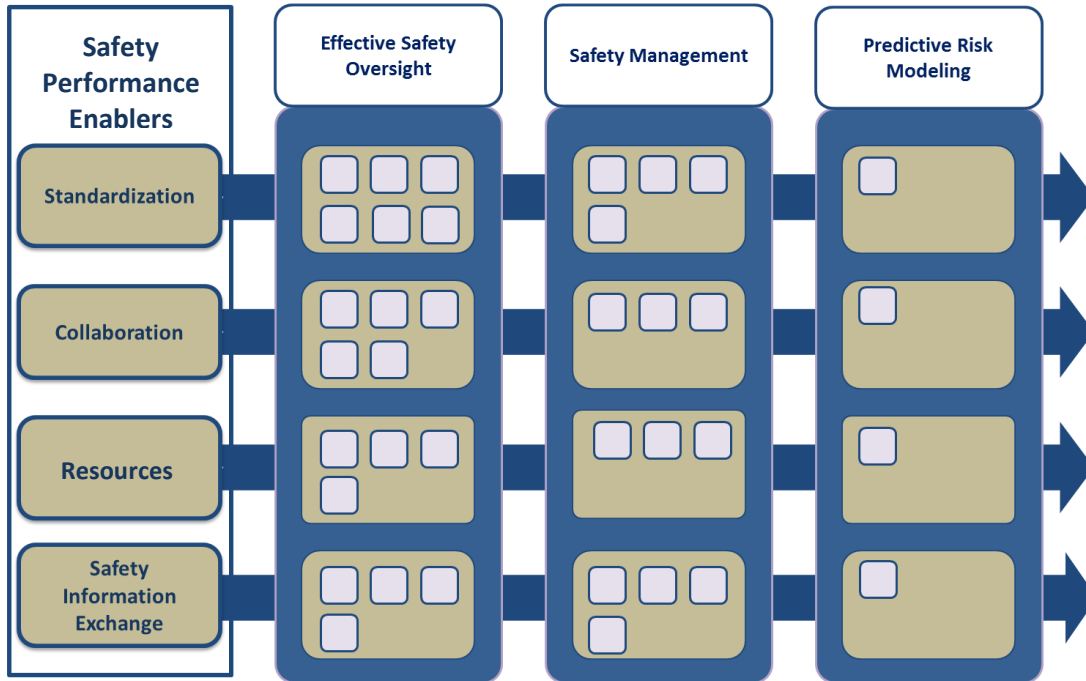 Safety
Performance
Enablers
Effective Safety
Oversight
Safety Management
Predictive Risk
Modeling
Standardization
Collaboration
Resources
Safety
Information
Exchange